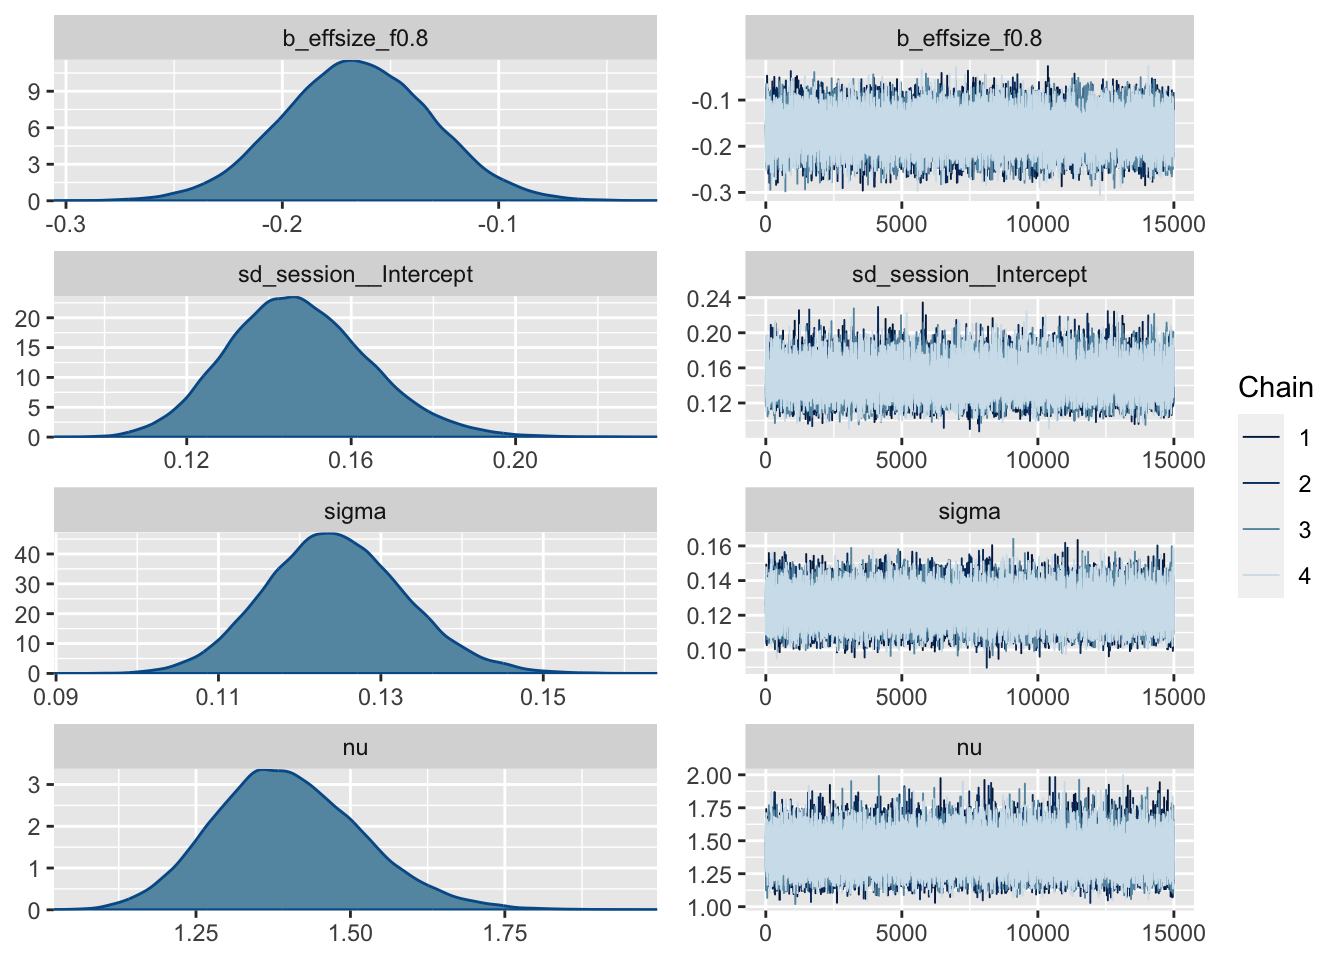 b_effsize_f0.8
9
6
3
0
-0.3 -0.2 -0.1
b_effsize_f0.8
-0.1
-0.2
-0.3
0 5000 10000 15000
sd_session__Intercept
20
15
10
5
0
0.12 0.16 0.20
sd_session__Intercept
0.24
0.20
0.16
0.12
0 5000 10000 15000
sigma
40
30
20
10
0
0.09 0.11 0.13 0.15
sigma
0.16
0.14
0.12
0.10
0 5000 10000 15000
nu
3
2
1
0
1.25 1.50 1.75
nu
2.00
1.75
1.50
1.25
1.00
0 5000 10000 15000
Chain
1
2
3
4